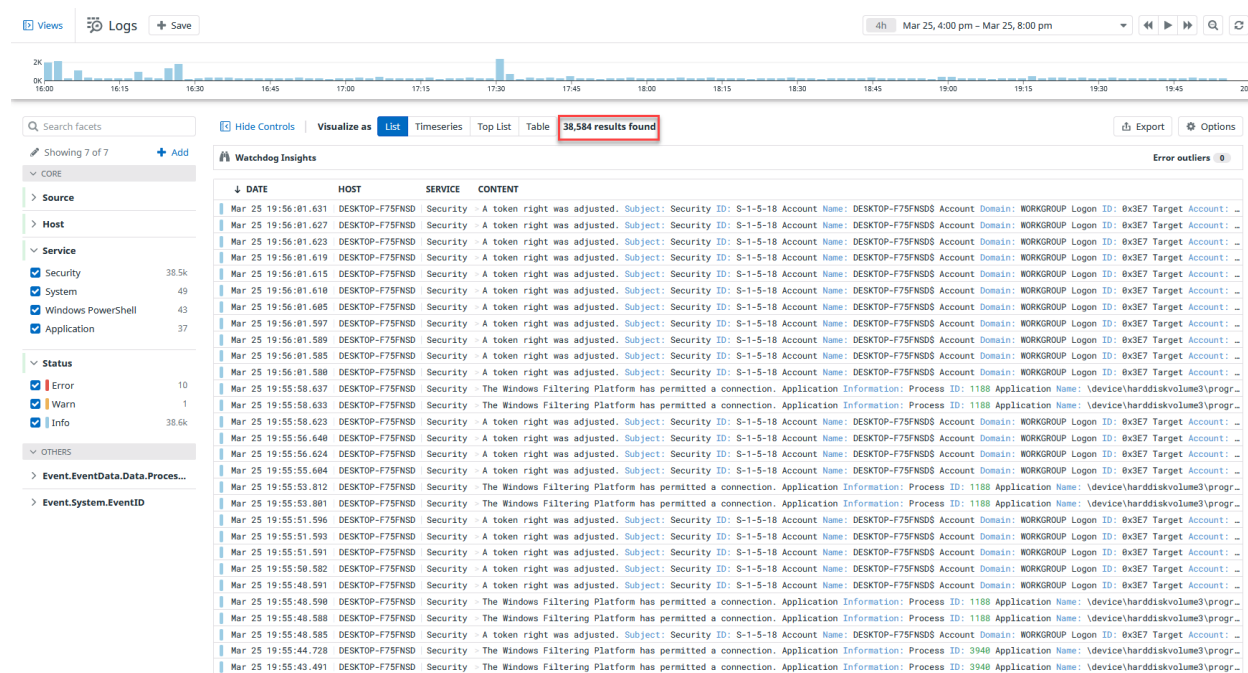 Views Logs + Save 4h Mar 25, 4:00 pm – Mar 25, 8:00 pm
2K
0K
16:00 16:15 16:30 16:45 17:00 17:15 17:30 17:45 18:00 18:15 18:30 18:45 19:00 19:15 19:30 19:45 20
Search facets Hide Controls Visualize as List Timeseries Top List Table 38,584 results found Export Options
Showing 7 of 7 + Add
Watchdog Insights Error outliers 0
CORE
Source
Host
Service
Security 38.5k
System 49
Windows PowerShell 43
Application 37
Status
Error 10
Warn 1
Info 38.6k
OTHERS
Event.EventData.Data.Proces...
Event.System.EventID
↓ DATE HOST SERVICE CONTENT
Mar 25 19:56:01.631 DESKTOP-F75FNSD Security A token right was adjusted. Subject: Security ID: S-1-5-18 Account Name: DESKTOP-F75FNSD$ Account Domain: WORKGROUP Logon ID: 0x3E7 Target Account: …
Mar 25 19:56:01.627 DESKTOP-F75FNSD Security A token right was adjusted. Subject: Security ID: S-1-5-18 Account Name: DESKTOP-F75FNSD$ Account Domain: WORKGROUP Logon ID: 0x3E7 Target Account: …
Mar 25 19:56:01.623 DESKTOP-F75FNSD Security A token right was adjusted. Subject: Security ID: S-1-5-18 Account Name: DESKTOP-F75FNSD$ Account Domain: WORKGROUP Logon ID: 0x3E7 Target Account: …
Mar 25 19:56:01.619 DESKTOP-F75FNSD Security A token right was adjusted. Subject: Security ID: S-1-5-18 Account Name: DESKTOP-F75FNSD$ Account Domain: WORKGROUP Logon ID: 0x3E7 Target Account: …
Mar 25 19:56:01.615 DESKTOP-F75FNSD Security A token right was adjusted. Subject: Security ID: S-1-5-18 Account Name: DESKTOP-F75FNSD$ Account Domain: WORKGROUP Logon ID: 0x3E7 Target Account: …
Mar 25 19:56:01.610 DESKTOP-F75FNSD Security A token right was adjusted. Subject: Security ID: S-1-5-18 Account Name: DESKTOP-F75FNSD$ Account Domain: WORKGROUP Logon ID: 0x3E7 Target Account: …
Mar 25 19:56:01.605 DESKTOP-F75FNSD Security A token right was adjusted. Subject: Security ID: S-1-5-18 Account Name: DESKTOP-F75FNSD$ Account Domain: WORKGROUP Logon ID: 0x3E7 Target Account: …
Mar 25 19:56:01.597 DESKTOP-F75FNSD Security A token right was adjusted. Subject: Security ID: S-1-5-18 Account Name: DESKTOP-F75FNSD$ Account Domain: WORKGROUP Logon ID: 0x3E7 Target Account: …
Mar 25 19:56:01.589 DESKTOP-F75FNSD Security A token right was adjusted. Subject: Security ID: S-1-5-18 Account Name: DESKTOP-F75FNSD$ Account Domain: WORKGROUP Logon ID: 0x3E7 Target Account: …
Mar 25 19:56:01.585 DESKTOP-F75FNSD Security A token right was adjusted. Subject: Security ID: S-1-5-18 Account Name: DESKTOP-F75FNSD$ Account Domain: WORKGROUP Logon ID: 0x3E7 Target Account: …
Mar 25 19:56:01.580 DESKTOP-F75FNSD Security A token right was adjusted. Subject: Security ID: S-1-5-18 Account Name: DESKTOP-F75FNSD$ Account Domain: WORKGROUP Logon ID: 0x3E7 Target Account: …
Mar 25 19:55:58.637 DESKTOP-F75FNSD Security The Windows Filtering Platform has permitted a connection. Application Information: Process ID: 1188 Application Name: \device\harddiskvolume3\progr…
Mar 25 19:55:58.633 DESKTOP-F75FNSD Security The Windows Filtering Platform has permitted a connection. Application Information: Process ID: 1188 Application Name: \device\harddiskvolume3\progr…
Mar 25 19:55:58.623 DESKTOP-F75FNSD Security A token right was adjusted. Subject: Security ID: S-1-5-18 Account Name: DESKTOP-F75FNSD$ Account Domain: WORKGROUP Logon ID: 0x3E7 Target Account: …
Mar 25 19:55:56.640 DESKTOP-F75FNSD Security A token right was adjusted. Subject: Security ID: S-1-5-18 Account Name: DESKTOP-F75FNSD$ Account Domain: WORKGROUP Logon ID: 0x3E7 Target Account: …
Mar 25 19:55:56.624 DESKTOP-F75FNSD Security A token right was adjusted. Subject: Security ID: S-1-5-18 Account Name: DESKTOP-F75FNSD$ Account Domain: WORKGROUP Logon ID: 0x3E7 Target Account: …
Mar 25 19:55:55.604 DESKTOP-F75FNSD Security A token right was adjusted. Subject: Security ID: S-1-5-18 Account Name: DESKTOP-F75FNSD$ Account Domain: WORKGROUP Logon ID: 0x3E7 Target Account: …
Mar 25 19:55:53.812 DESKTOP-F75FNSD Security The Windows Filtering Platform has permitted a connection. Application Information: Process ID: 1188 Application Name: \device\harddiskvolume3\progr…
Mar 25 19:55:53.801 DESKTOP-F75FNSD Security The Windows Filtering Platform has permitted a connection. Application Information: Process ID: 1188 Application Name: \device\harddiskvolume3\progr…
Mar 25 19:55:51.596 DESKTOP-F75FNSD Security A token right was adjusted. Subject: Security ID: S-1-5-18 Account Name: DESKTOP-F75FNSD$ Account Domain: WORKGROUP Logon ID: 0x3E7 Target Account: …
Mar 25 19:55:51.593 DESKTOP-F75FNSD Security A token right was adjusted. Subject: Security ID: S-1-5-18 Account Name: DESKTOP-F75FNSD$ Account Domain: WORKGROUP Logon ID: 0x3E7 Target Account: …
Mar 25 19:55:51.591 DESKTOP-F75FNSD Security A token right was adjusted. Subject: Security ID: S-1-5-18 Account Name: DESKTOP-F75FNSD$ Account Domain: WORKGROUP Logon ID: 0x3E7 Target Account: …
Mar 25 19:55:50.582 DESKTOP-F75FNSD Security A token right was adjusted. Subject: Security ID: S-1-5-18 Account Name: DESKTOP-F75FNSD$ Account Domain: WORKGROUP Logon ID: 0x3E7 Target Account: …
Mar 25 19:55:48.591 DESKTOP-F75FNSD Security A token right was adjusted. Subject: Security ID: S-1-5-18 Account Name: DESKTOP-F75FNSD$ Account Domain: WORKGROUP Logon ID: 0x3E7 Target Account: …
Mar 25 19:55:48.590 DESKTOP-F75FNSD Security The Windows Filtering Platform has permitted a connection. Application Information: Process ID: 1188 Application Name: \device\harddiskvolume3\progr…
Mar 25 19:55:48.588 DESKTOP-F75FNSD Security The Windows Filtering Platform has permitted a connection. Application Information: Process ID: 1188 Application Name: \device\harddiskvolume3\progr…
Mar 25 19:55:48.585 DESKTOP-F75FNSD Security A token right was adjusted. Subject: Security ID: S-1-5-18 Account Name: DESKTOP-F75FNSD$ Account Domain: WORKGROUP Logon ID: 0x3E7 Target Account: …
Mar 25 19:55:44.728 DESKTOP-F75FNSD Security The Windows Filtering Platform has permitted a connection. Application Information: Process ID: 3940 Application Name: \device\harddiskvolume3\progr…
Mar 25 19:55:43.491 DESKTOP-F75FNSD Security The Windows Filtering Platform has permitted a connection. Application Information: Process ID: 3940 Application Name: \device\harddiskvolume3\progr…